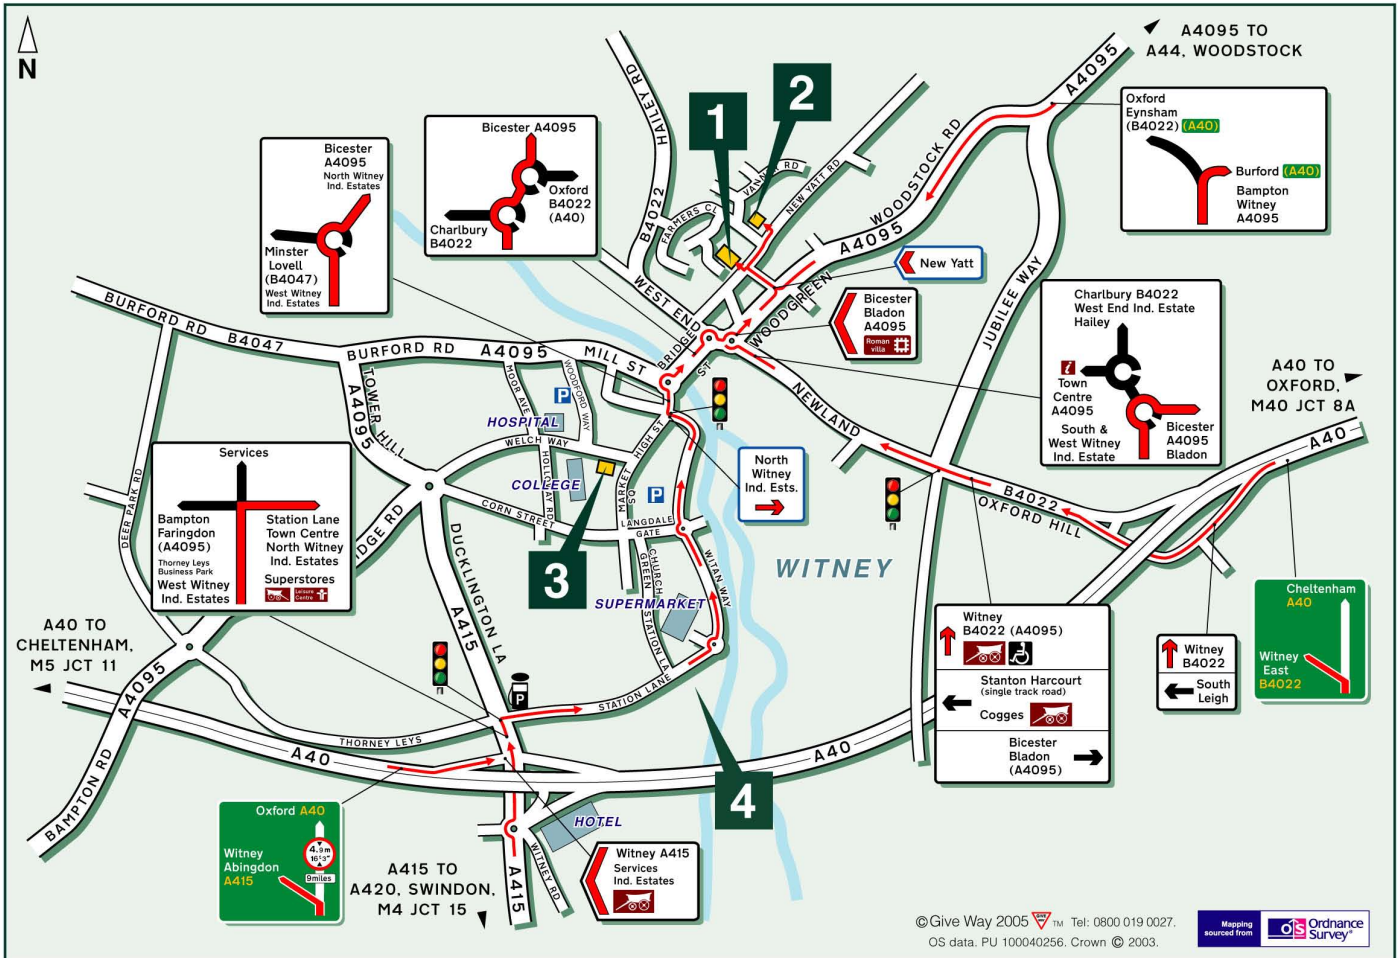 N
A4095 TO
A44, WOODSTOCK
A4095
HAILEY RD
B4022
1
2
Bicester A4095
Oxford
B4022
(A40)
Charlbury
B4022
Bicester
A4095
North Witney
Ind. Estates
Minster
Lovell
(B4047)
West Witney
Ind. Estates
Oxford
Eynsham
(B4022) (A40)
Burford (A40)
Bampton
Witney
A4095
WOODSTOCK RD
A4095
NEW YATT RD
FARMERS CL
New Yatt
WEST END
WOODGREEN
BRIDGE ST
JUBILEE WAY
Bicester
Bladon
A4095
Roman
villa
Charlbury B4022
West End Ind. Estate
Hailey
i
Town
Centre
A4095
South &
West Witney
Ind. Estate
Bicester
A4095
Bladon
BURFORD RD B4047
BURFORD RD A4095 MILL ST
A40 TO
OXFORD,
M40 JCT 8A
A4095
TOWER HILL
MOOR AVE
WOODFORD WAY
P
HOSPITAL
WELCH WAY
HIGH ST
NEWLAND
A40
North
Witney
Ind. Ests.
COLLEGE
HOLLOWAY RD
MARKET SQ
P
CORN STREET
LANGDALE
GATE
B4022
OXFORD HILL
DEER PARK RD
Services
Bampton
Faringdon
(A4095)
Thorney Leys
Business Park
West Witney
Ind. Estates
Station Lane
Town Centre
North Witney
Ind. Estates
Superstores
Leisure
Centre
IDGE RD
DUCKLINGTON LA
A415
3
CHURCH
GREEN
WITAN WAY
WITNEY
SUPERMARKET
STATION LA
STATION LANE
P
A40 TO
CHELTENHAM,
M5 JCT 11
A4095
BAMPTON RD
THORNEY LEYS
A40
A40
4
Witney
B4022 (A4095)
Stanton Harcourt
(single track road)
Cogges
Bicester
Bladon
(A4095)
Witney
B4022
South
Leigh
Cheltenham
A40
Witney
East
B4022
Oxford A40
4.9m
16'3"
9miles
Witney
Abingdon
A415
HOTEL
WITNEY RD
A415
Witney A415
Services
Ind. Estates
A415 TO
A420, SWINDON,
M4 JCT 15
©Give Way 2005 GIVE WAY TM Tel: 0800 019 0027.
OS data. PU 100040256. Crown © 2003.
Mapping
sourced from
OS Ordnance
Survey®